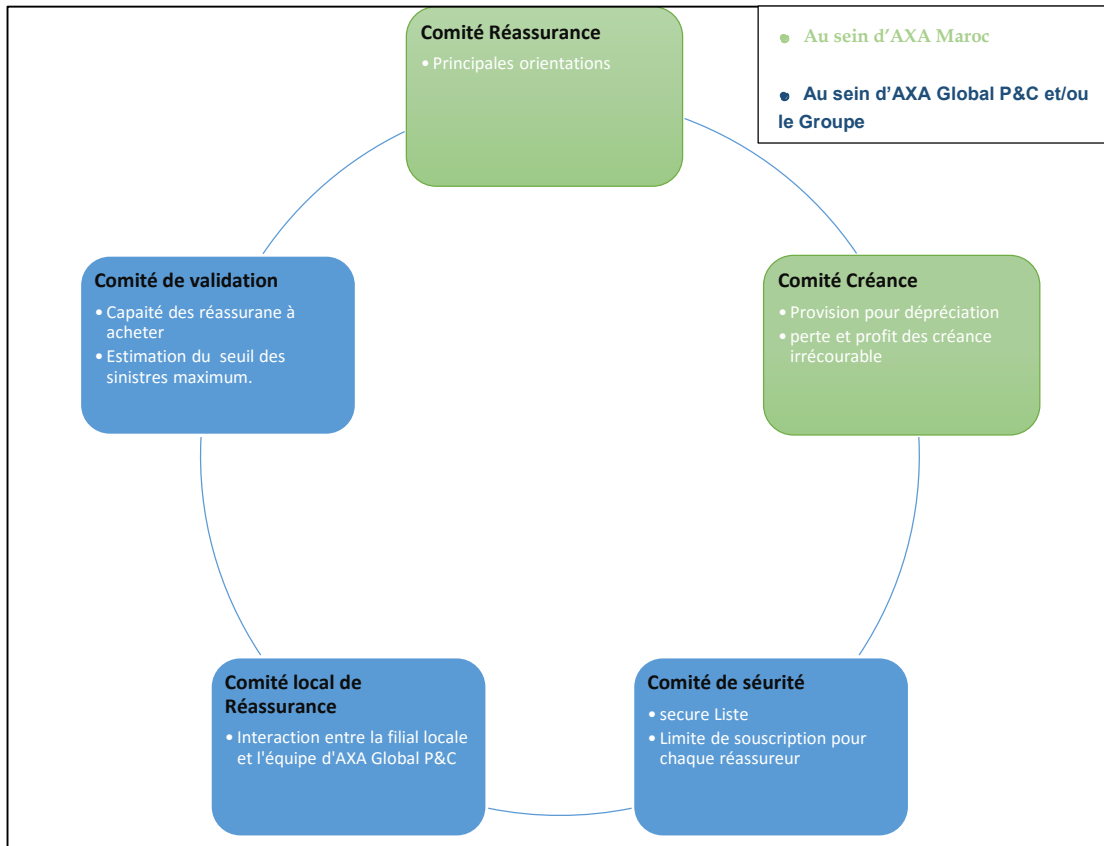 Comité Réassurance
• Principales orientations
• Au sein d'AXA Maroc
• Au sein d'AXA Global P&C et/ou
le Groupe
Comité de validation
• Capaité des réassurane à
acheter
• Estimation du seuil des
sinistres maximum.
Comité Créance
• Provision pour dépréciation
• perte et profit des créance
irrécourable
Comité local de
Réassurance
• Interaction entre la filial locale
et l'équipe d'AXA Global P&C
Comité de séurité
• secure Liste
• Limite de souscription pour
chaque réassureur